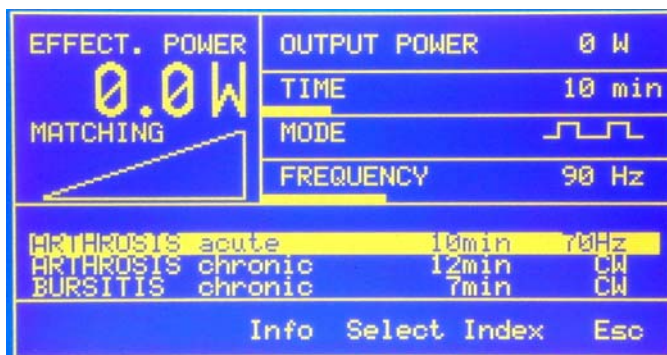 EFFECT. POWER
0.0 W
MATCHING
OUTPUT POWER 0 W
TIME 10 min
MODE
FREQUENCY 90 Hz
ARTHROSIS acute 10min 70Hz
ARTHROSIS chronic 12min CW
BURSITIS chronic 7min CW
Info Select Index Esc